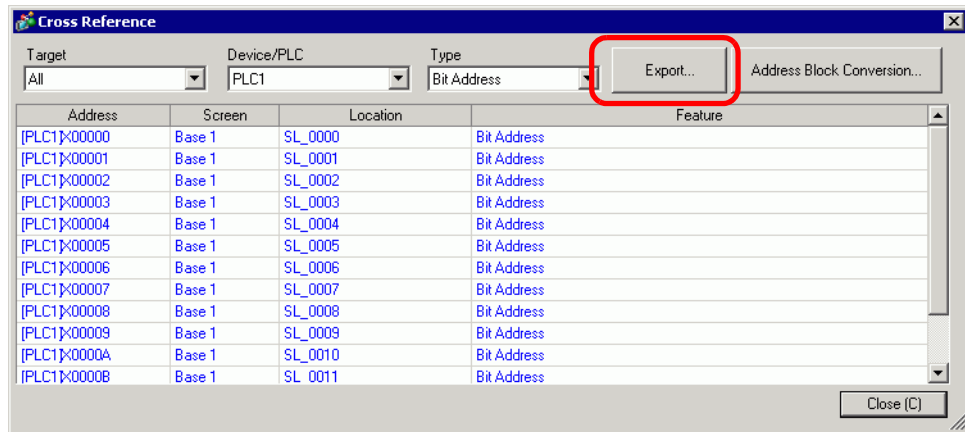 Cross Reference
Target Device/PLC Type
All PLC1 Bit Address Export... Address Block Conversion...
Address Screen Location Feature
[PLC1]X00000 Base 1 SL_0000 Bit Address
[PLC1]X00001 Base 1 SL_0001 Bit Address
[PLC1]X00002 Base 1 SL_0002 Bit Address
[PLC1]X00003 Base 1 SL_0003 Bit Address
[PLC1]X00004 Base 1 SL_0004 Bit Address
[PLC1]X00005 Base 1 SL_0005 Bit Address
[PLC1]X00006 Base 1 SL_0006 Bit Address
[PLC1]X00007 Base 1 SL_0007 Bit Address
[PLC1]X00008 Base 1 SL_0008 Bit Address
[PLC1]X00009 Base 1 SL_0009 Bit Address
[PLC1]X0000A Base 1 SL_0010 Bit Address
[PLC1]X0000B Base 1 SL_0011 Bit Address
Close (C)